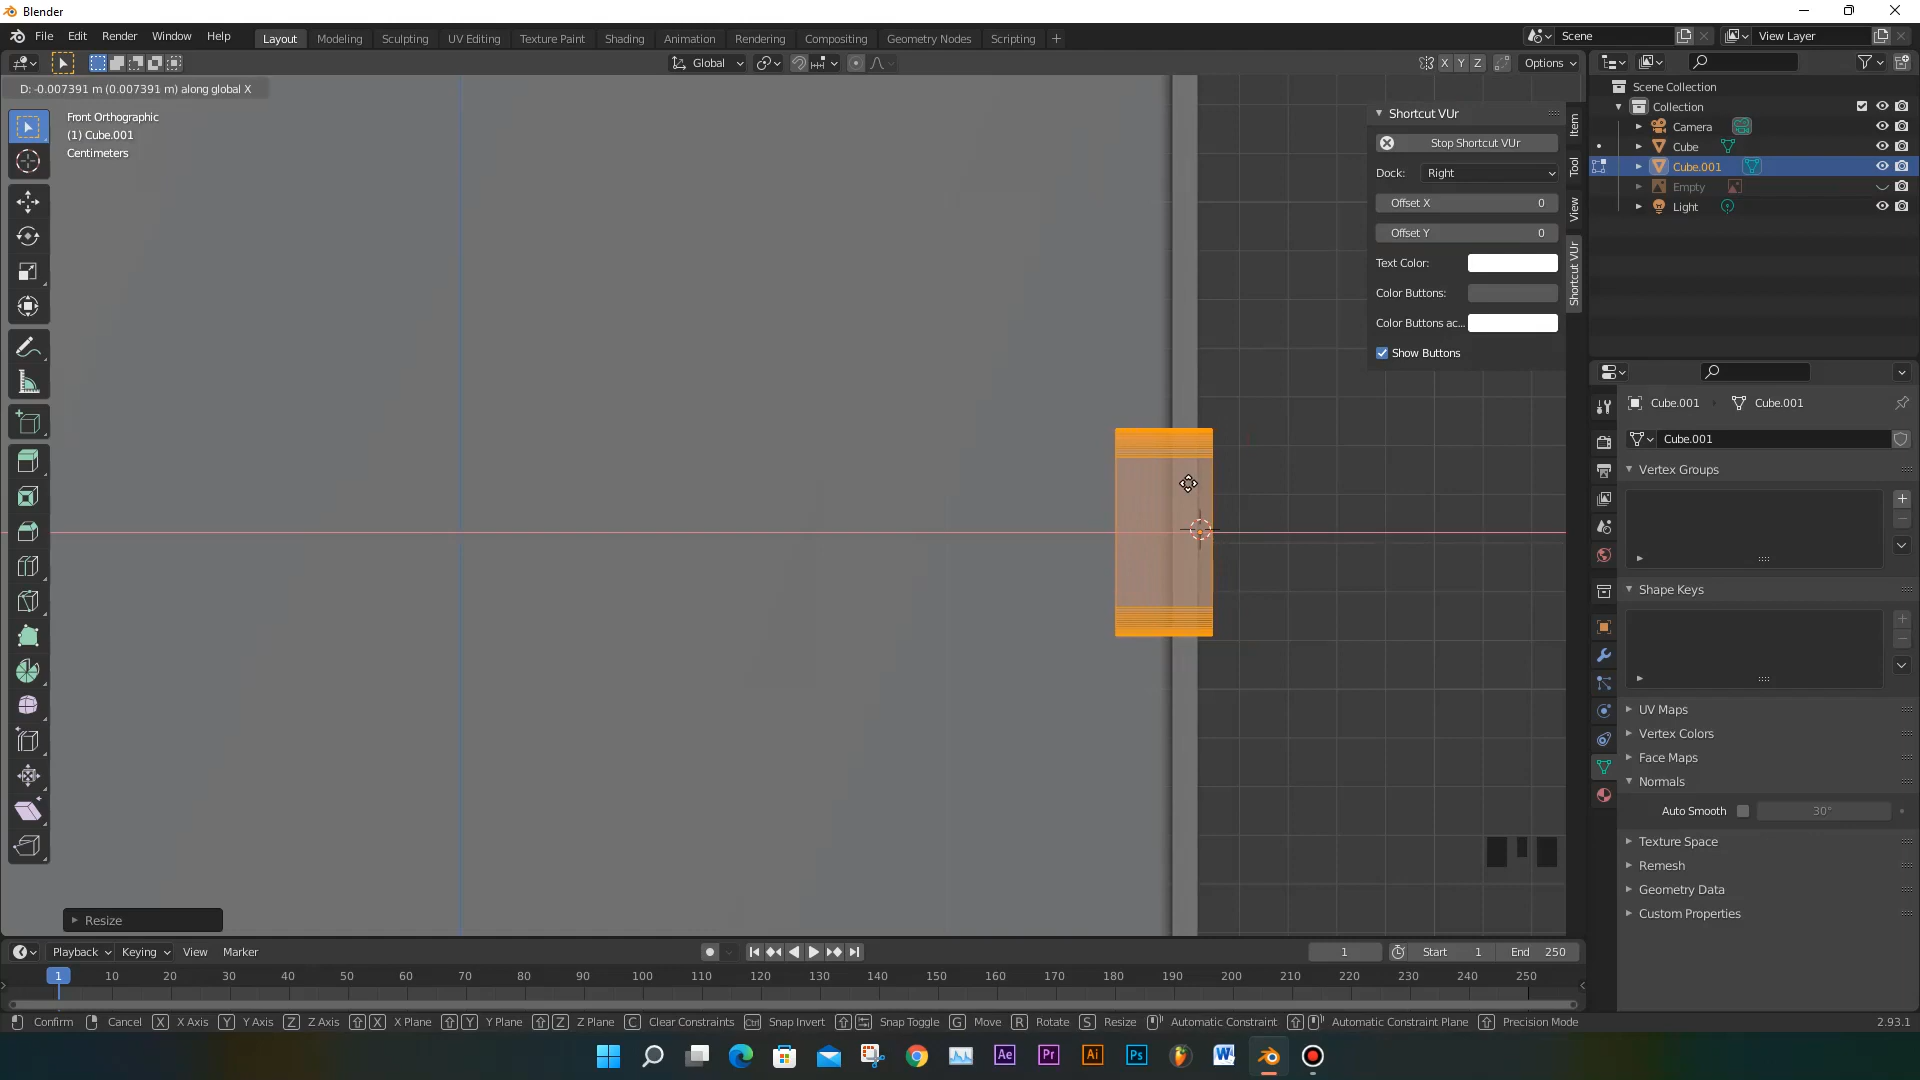 Blender
File Edit Render Window Help
Layout Modeling Sculpting UV Editing Texture Paint Shading Animation Rendering Compositing Geometry Nodes Scripting +
Scene View Layer
Global X Y Z Options
D: -0.007391 m (0.007391 m) along global X
Front Orthographic
(1) Cube.001
Centimeters
Shortcut VUr
Stop Shortcut VUr
Dock: Right
Offset X 0
Offset Y 0
Text Color:
Color Buttons:
Color Buttons ac...
Show Buttons
Item
Tool
View
Shortcut VUr
Scene Collection
Collection
Camera
Cube
Cube.001
Empty
Light
Cube.001 Cube.001
Cube.001
Vertex Groups
Shape Keys
UV Maps
Vertex Colors
Face Maps
Normals
Auto Smooth 30°
Texture Space
Remesh
Geometry Data
Custom Properties
Resize
Playback Keying View Marker 1 Start 1 End 250
1 10 20 30 40 50 60 70 80 90 100 110 120 130 140 150 160 170 180 190 200 210 220 230 240 250
Confirm Cancel X X Axis Y Y Axis Z Z Axis X X Plane Y Y Plane Z Z Plane C Clear Constraints Ctrl Snap Invert Snap Toggle G Move R Rotate S Resize Automatic Constraint Automatic Constraint Plane Precision Mode 2.93.1
Ae Pr Ai Ps W